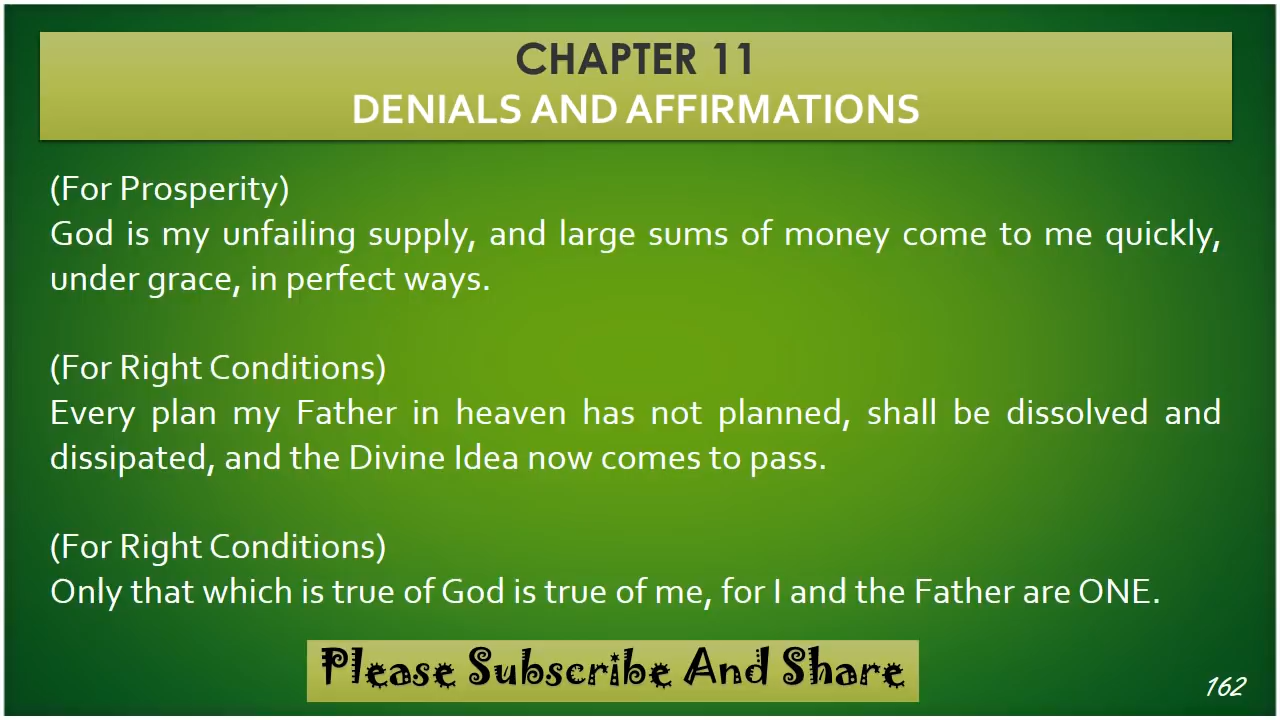 CHAPTER 11
DENIALS AND AFFIRMATIONS
(For Prosperity)
God is my unfailing supply, and large sums of money come to me quickly,
under grace, in perfect ways.
(For Right Conditions)
Every plan my Father in heaven has not planned, shall be dissolved and
dissipated, and the Divine Idea now comes to pass.
(For Right Conditions)
Only that which is true of God is true of me, for I and the Father are ONE.
Please Subscribe And Share
162